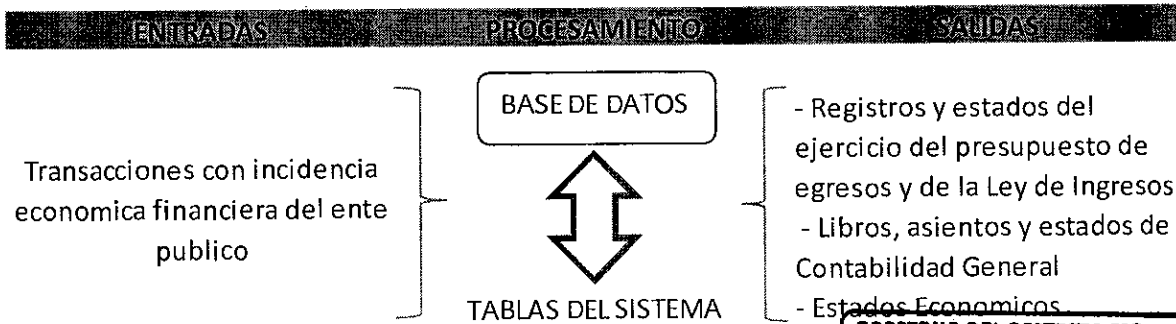 ENTRADAS
PROCESAMIENTO
SALIDAS
Transacciones con incidencia
economica financiera del ente
publico
BASE DE DATOS
TABLAS DEL SISTEMA
- Registros y estados del
ejercicio del presupuesto de
egresos y de la Ley de Ingresos
- Libros, asientos y estados de
Contabilidad General
- Estados Economicos